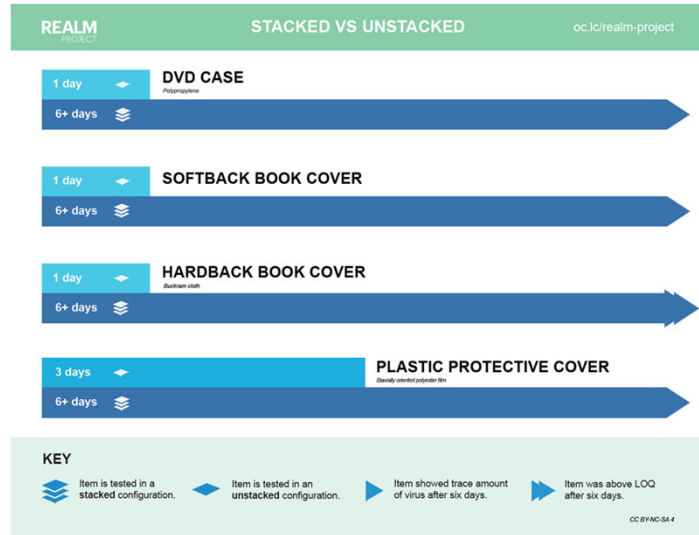 REALM
PROJECT
STACKED VS UNSTACKED
oc.lc/realm-project
1 day
DVD CASE
Polypropylene
6+ days
1 day
SOFTBACK BOOK COVER
6+ days
1 day
HARDBACK BOOK COVER
Buckram cloth
6+ days
3 days
PLASTIC PROTECTIVE COVER
Biaxially oriented polyester film
6+ days
KEY
Item is tested in a
stacked configuration.
Item is tested in an
unstacked configuration.
Item showed trace amount
of virus after six days.
Item was above LOQ
after six days.
CC BY-NC-SA 4